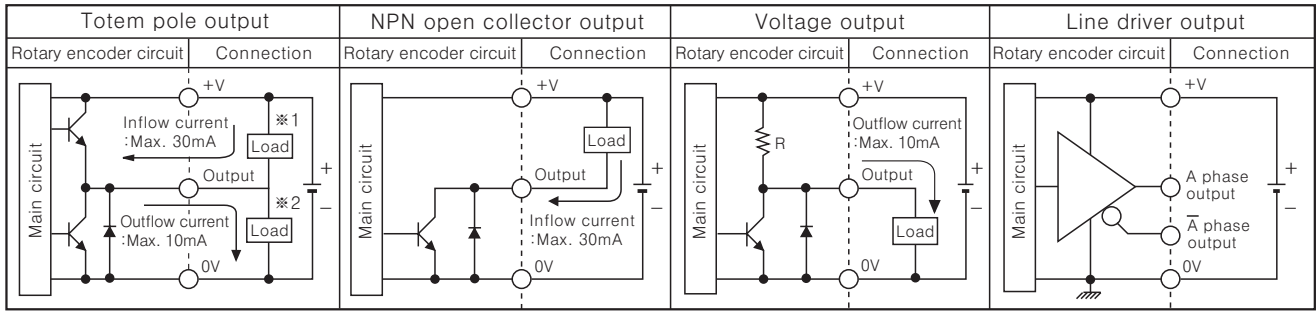 Totem pole output
Rotary encoder circuit
Connection
Main circuit
+V
Inflow current
:Max. 30mA
※1
Load
Output
Outflow current
:Max. 10mA
※2
Load
+
−
0V
NPN open collector output
Rotary encoder circuit
Connection
Main circuit
+V
Load
Output
Inflow current
:Max. 30mA
+
−
0V
Voltage output
Rotary encoder circuit
Connection
Main circuit
+V
R
Outflow current
:Max. 10mA
Output
Load
+
−
0V
Line driver output
Rotary encoder circuit
Connection
Main circuit
+V
A phase
output
A̅ phase
output
+
−
0V